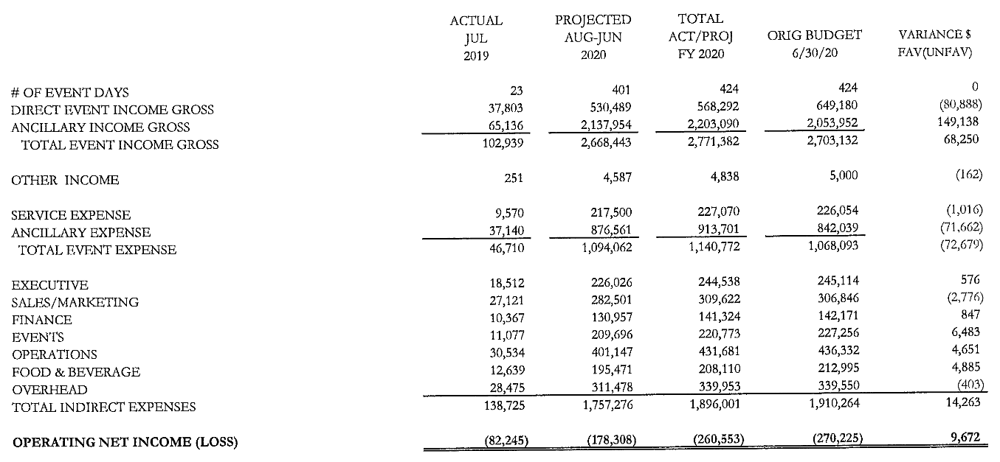 ACTUAL PROJECTED TOTAL
JUL AUG-JUN ACT/PROJ ORIG BUDGET VARIANCE $
2019 2020 FY 2020 6/30/20 FAV(UNFAV)
# OF EVENT DAYS 23 401 424 424 0
DIRECT EVENT INCOME GROSS 37,803 530,489 568,292 649,180 (80,888)
ANCILLARY INCOME GROSS 65,136 2,137,954 2,203,090 2,053,952 149,138
TOTAL EVENT INCOME GROSS 102,939 2,668,443 2,771,382 2,703,132 68,250
OTHER INCOME 251 4,587 4,838 5,000 (162)
SERVICE EXPENSE 9,570 217,500 227,070 226,054 (1,016)
ANCILLARY EXPENSE 37,140 876,561 913,701 842,039 (71,662)
TOTAL EVENT EXPENSE 46,710 1,094,062 1,140,772 1,068,093 (72,679)
EXECUTIVE 18,512 226,026 244,538 245,114 576
SALES/MARKETING 27,121 282,501 309,622 306,846 (2,776)
FINANCE 10,367 130,957 141,324 142,171 847
EVENTS 11,077 209,696 220,773 227,256 6,483
OPERATIONS 30,534 401,147 431,681 436,332 4,651
FOOD & BEVERAGE 12,639 195,471 208,110 212,995 4,885
OVERHEAD 28,475 311,478 339,953 339,550 (403)
TOTAL INDIRECT EXPENSES 138,725 1,757,276 1,896,001 1,910,264 14,263
OPERATING NET INCOME (LOSS) (82,245) (178,308) (260,553) (270,225) 9,672